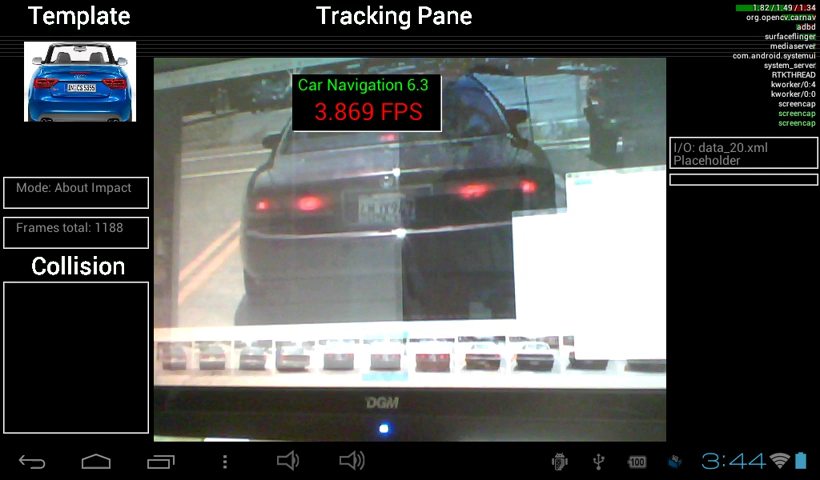 Template
Tracking Pane
1.82 / 1.49 / 1.34
org.opencv.carnav
adbd
surfaceflinger
mediaserver
com.android.systemui
system_server
RTKTHREAD
kworker/0:4
kworker/0:0
screencap
screencap
screencap
Car Navigation 6.3
3.869 FPS
I/O: data_20.xml
Placeholder
Mode: About Impact
Frames total: 1188
Collision
DGM
100
3:44